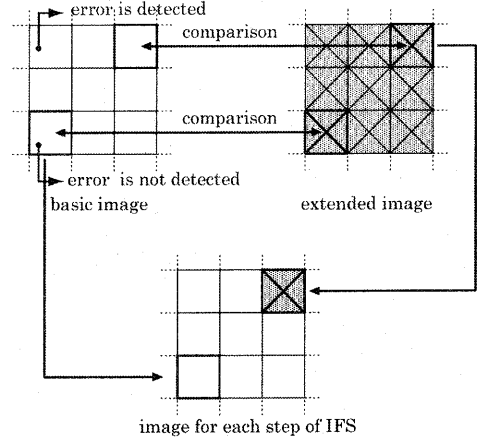 error is detected
comparison
comparison
error is not detected
basic image
extended image
image for each step of IFS